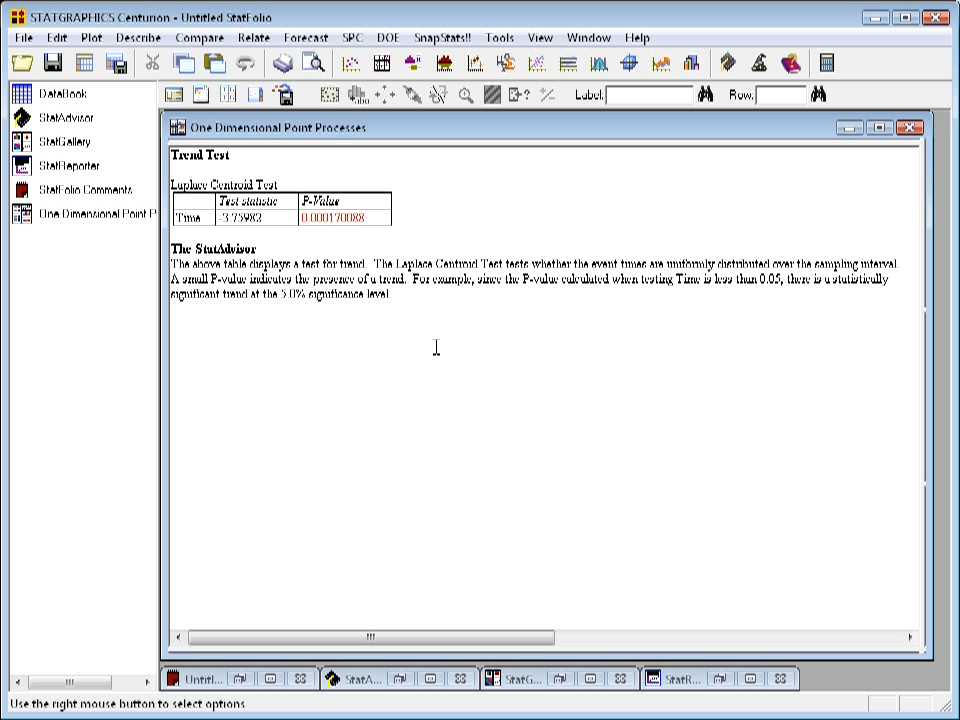 STATGRAPHICS Centurion - Untitled StatFolio
File Edit Plot Describe Compare Relate Forecast SPC DOE SnapStats!! Tools View Window Help
Label: Row:
DataBook
StatAdvisor
StatGallery
StatReporter
StatFolio Comments
One Dimensional Point P
One Dimensional Point Processes
Trend Test
Laplace Centroid Test
Test statistic P-Value
Time -3.75982 0.000170088
The StatAdvisor
The above table displays a test for trend. The Laplace Centroid Test tests whether the event times are uniformly distributed over the sampling interval.
A small P-value indicates the presence of a trend. For example, since the P-value calculated when testing Time is less than 0.05, there is a statistically
significant trend at the 5.0% significance level.
Untitl... StatA... StatG... StatR...
Use the right mouse button to select options